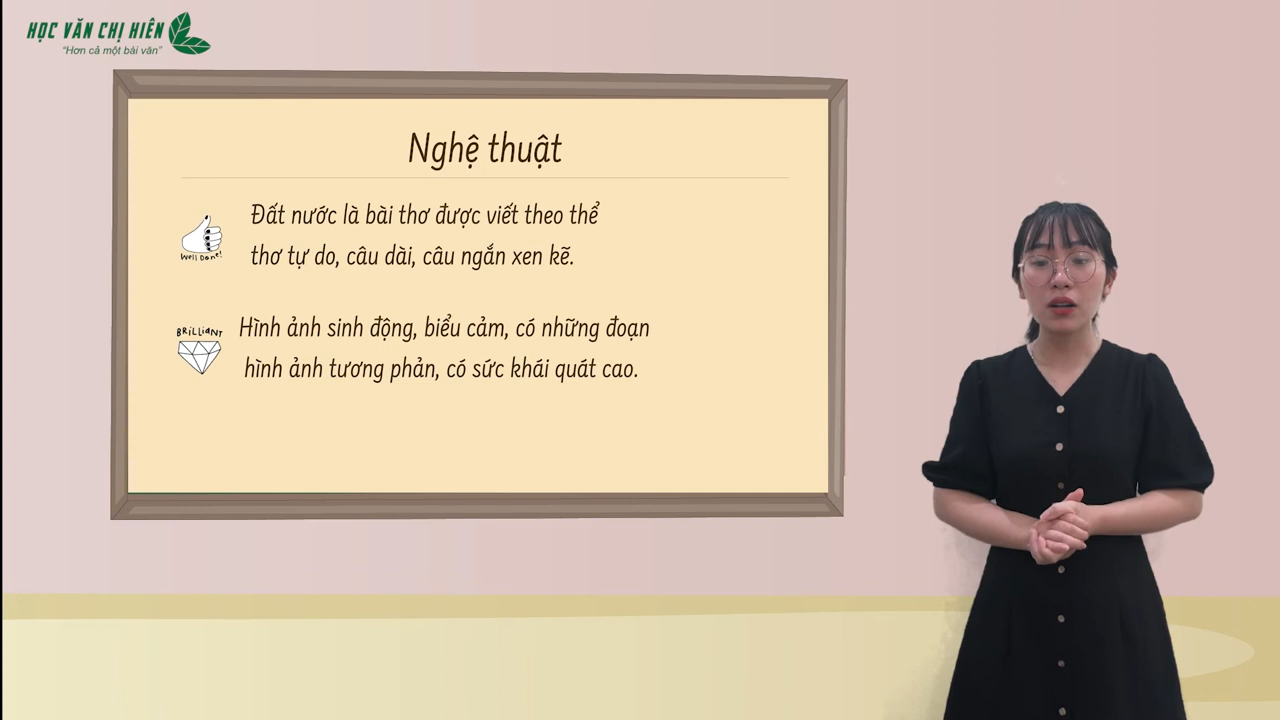 HỌC VĂN CHỊ HIÊN
"Hơn cả một bài văn"
Nghệ thuật
Đất nước là bài thơ được viết theo thể
thơ tự do, câu dài, câu ngắn xen kẽ.
Well Done!
BRiLLiaNT
Hình ảnh sinh động, biểu cảm, có những đoạn
hình ảnh tương phản, có sức khái quát cao.